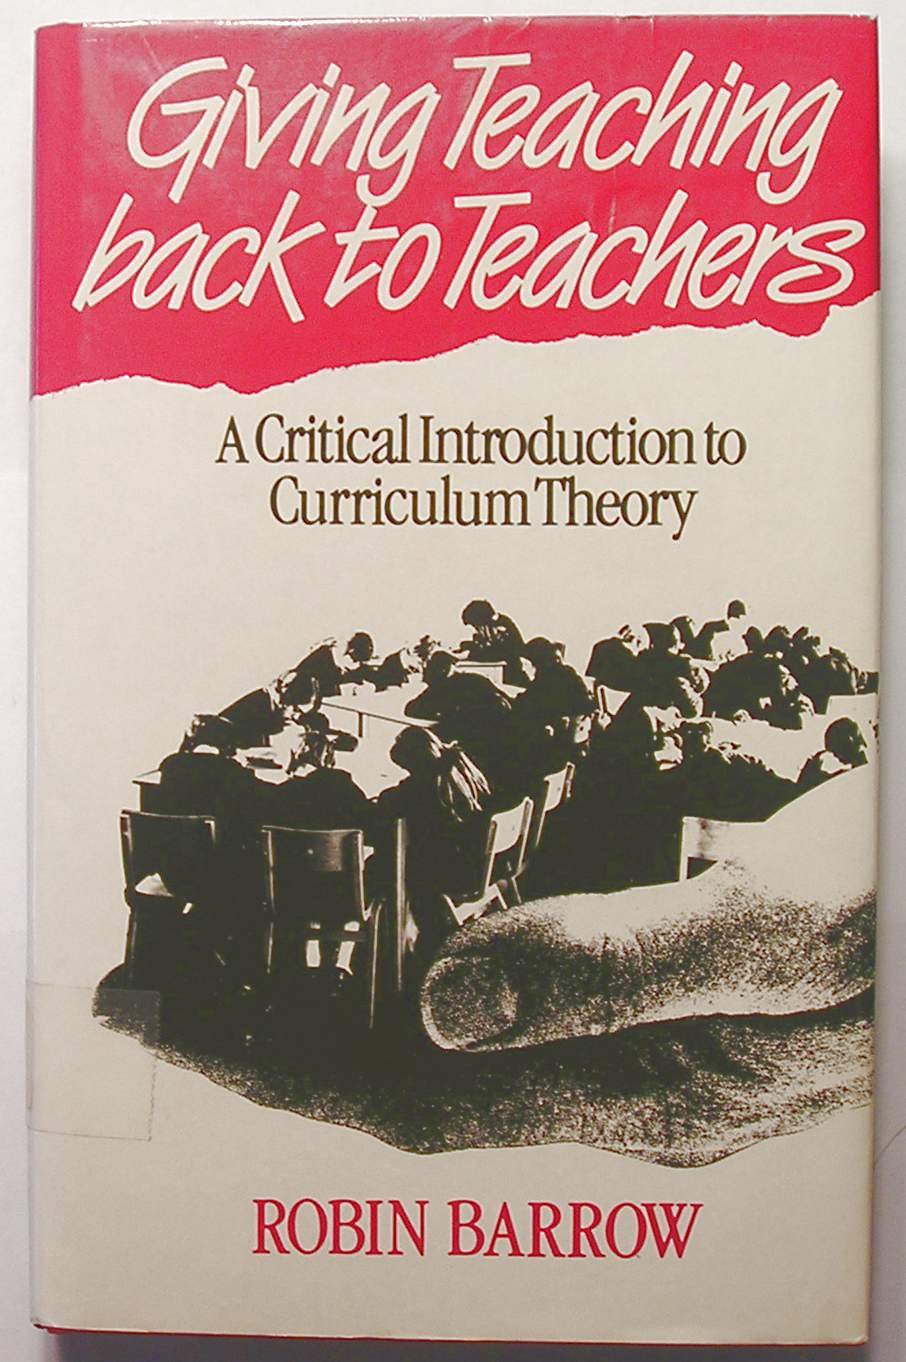 Giving Teaching
back to Teachers
A Critical Introduction to
Curriculum Theory
ROBIN BARROW